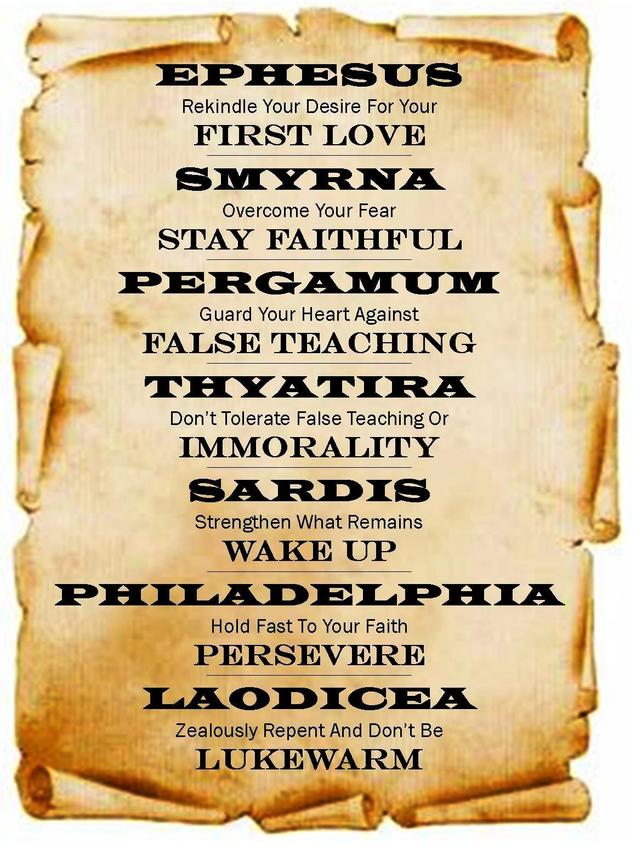 EPHESUS
Rekindle Your Desire For Your
FIRST LOVE
SMYRNA
Overcome Your Fear
STAY FAITHFUL
PERGAMUM
Guard Your Heart Against
FALSE TEACHING
THYATIRA
Don't Tolerate False Teaching Or
IMMORALITY
SARDIS
Strengthen What Remains
WAKE UP
PHILADELPHIA
Hold Fast To Your Faith
PERSEVERE
LAODICEA
Zealously Repent And Don't Be
LUKEWARM